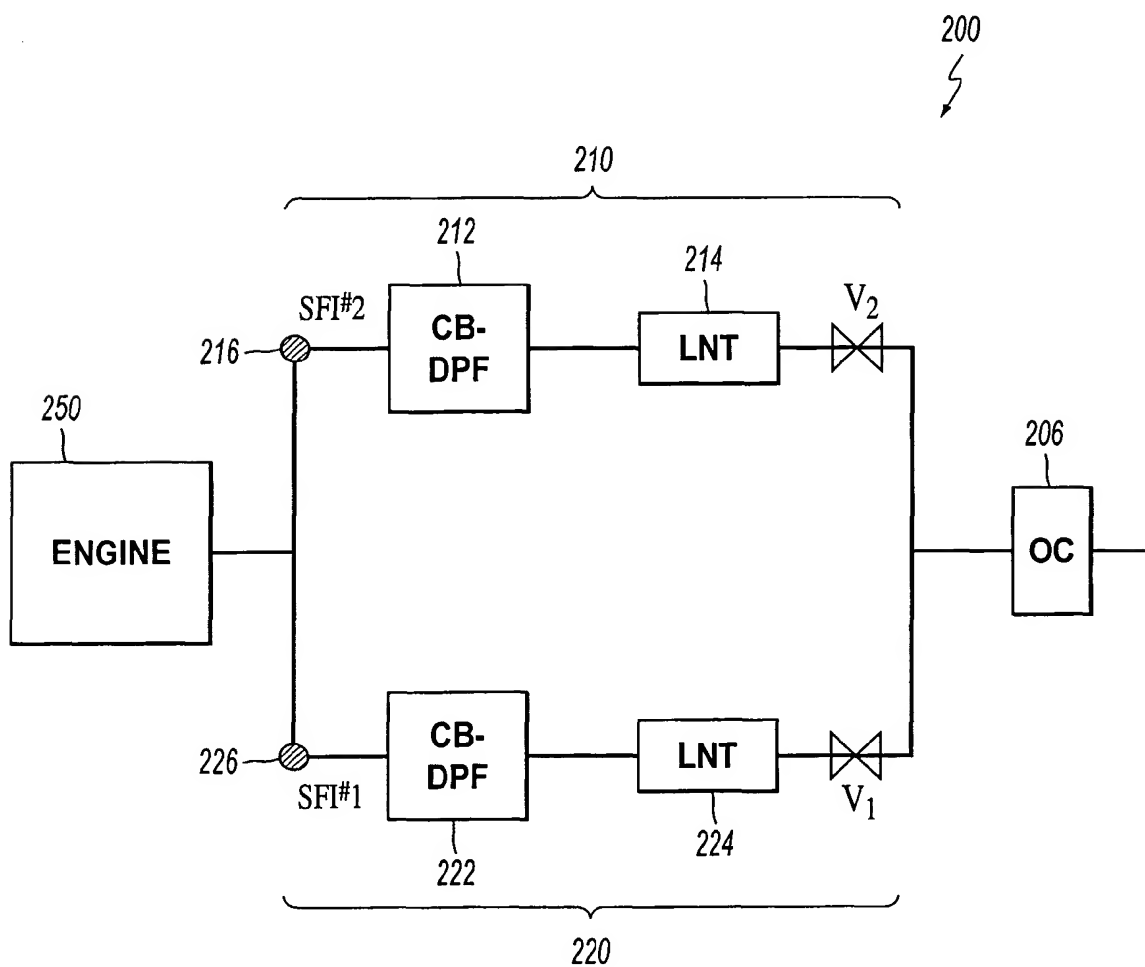 200
210
212
214
SFI#2
V2
216
CB-
DPF
LNT
250
206
ENGINE
OC
226
CB-
DPF
LNT
SFI#1
V1
222
224
220